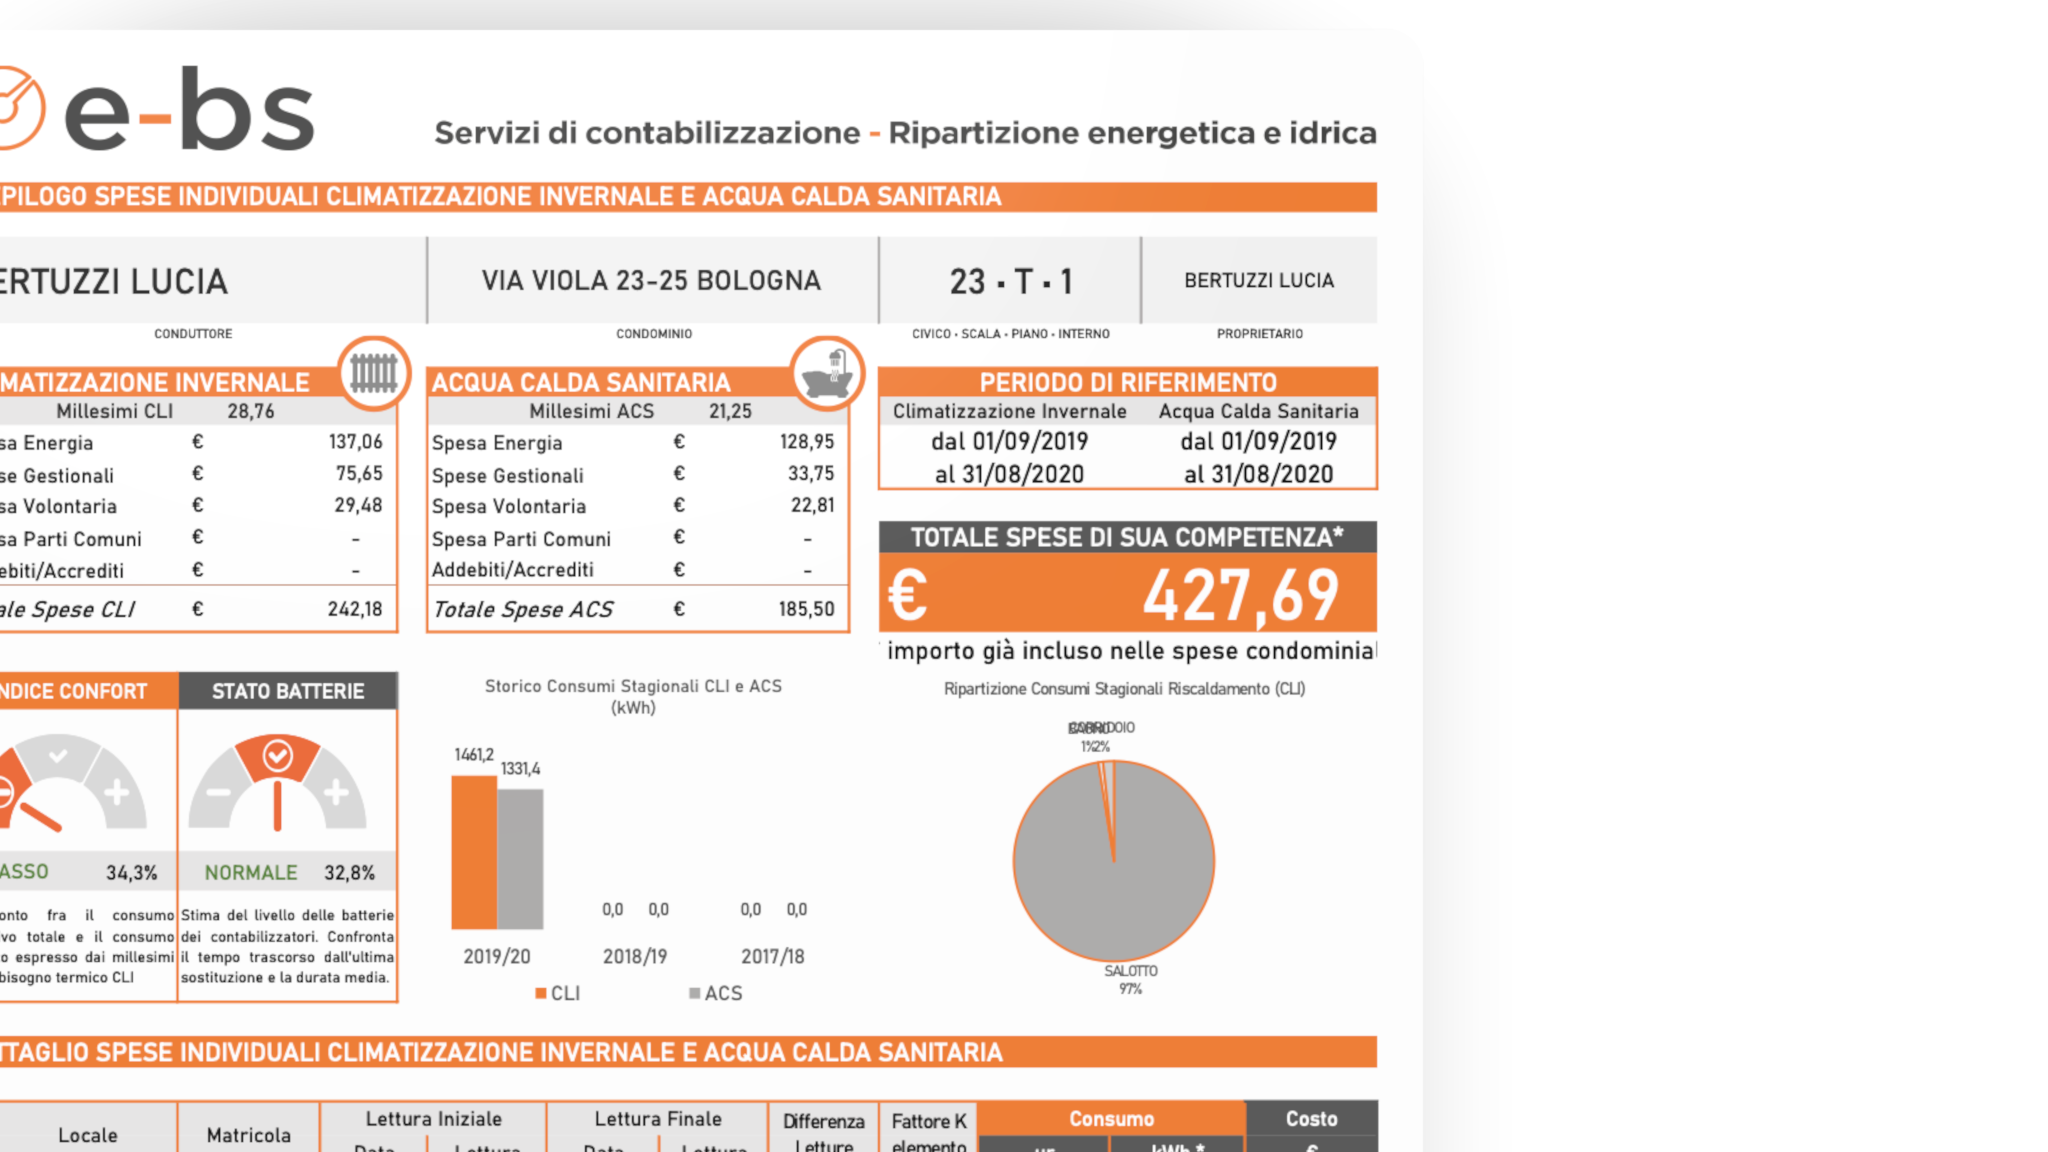 e-bs
Servizi di contabilizzazione - Ripartizione energetica e idrica
PILOGO SPESE INDIVIDUALI CLIMATIZZAZIONE INVERNALE E ACQUA CALDA SANITARIA
ERTUZZI LUCIA
VIA VIOLA 23-25 BOLOGNA
23 · T · 1
BERTUZZI LUCIA
CONDUTTORE
CONDOMINIO
CIVICO · SCALA · PIANO · INTERNO
PROPRIETARIO
MATIZZAZIONE INVERNALE
Millesimi CLI 28,76
sa Energia € 137,06
se Gestionali € 75,65
sa Volontaria € 29,48
sa Parti Comuni € -
ebiti/Accrediti € -
ale Spese CLI € 242,18
ACQUA CALDA SANITARIA
Millesimi ACS 21,25
Spesa Energia € 128,95
Spese Gestionali € 33,75
Spesa Volontaria € 22,81
Spesa Parti Comuni € -
Addebiti/Accrediti € -
Totale Spese ACS € 185,50
PERIODO DI RIFERIMENTO
Climatizzazione Invernale Acqua Calda Sanitaria
dal 01/09/2019 dal 01/09/2019
al 31/08/2020 al 31/08/2020
TOTALE SPESE DI SUA COMPETENZA*
€ 427,69
importo già incluso nelle spese condominial
NDICE CONFORT
ASSO 34,3%
onto fra il consumo
vo totale e il consumo
o espresso dai millesimi
bisogno termico CLI
STATO BATTERIE
NORMALE 32,8%
Stima del livello delle batterie
dei contabilizzatori. Confronta
il tempo trascorso dall'ultima
sostituzione e la durata media.
Storico Consumi Stagionali CLI e ACS
(kWh)
1461,2
1331,4
0,0 0,0 0,0 0,0
2019/20 2018/19 2017/18
CLI ACS
Ripartizione Consumi Stagionali Riscaldamento (CLI)
CORRIDOIO
1% 2%
SALOTTO
97%
TTAGLIO SPESE INDIVIDUALI CLIMATIZZAZIONE INVERNALE E ACQUA CALDA SANITARIA
Locale
Matricola
Lettura Iniziale
Data Lettura
Lettura Finale
Data Lettura
Differenza
Letture
Fattore K
elemento
Consumo
kWh *
Costo
€